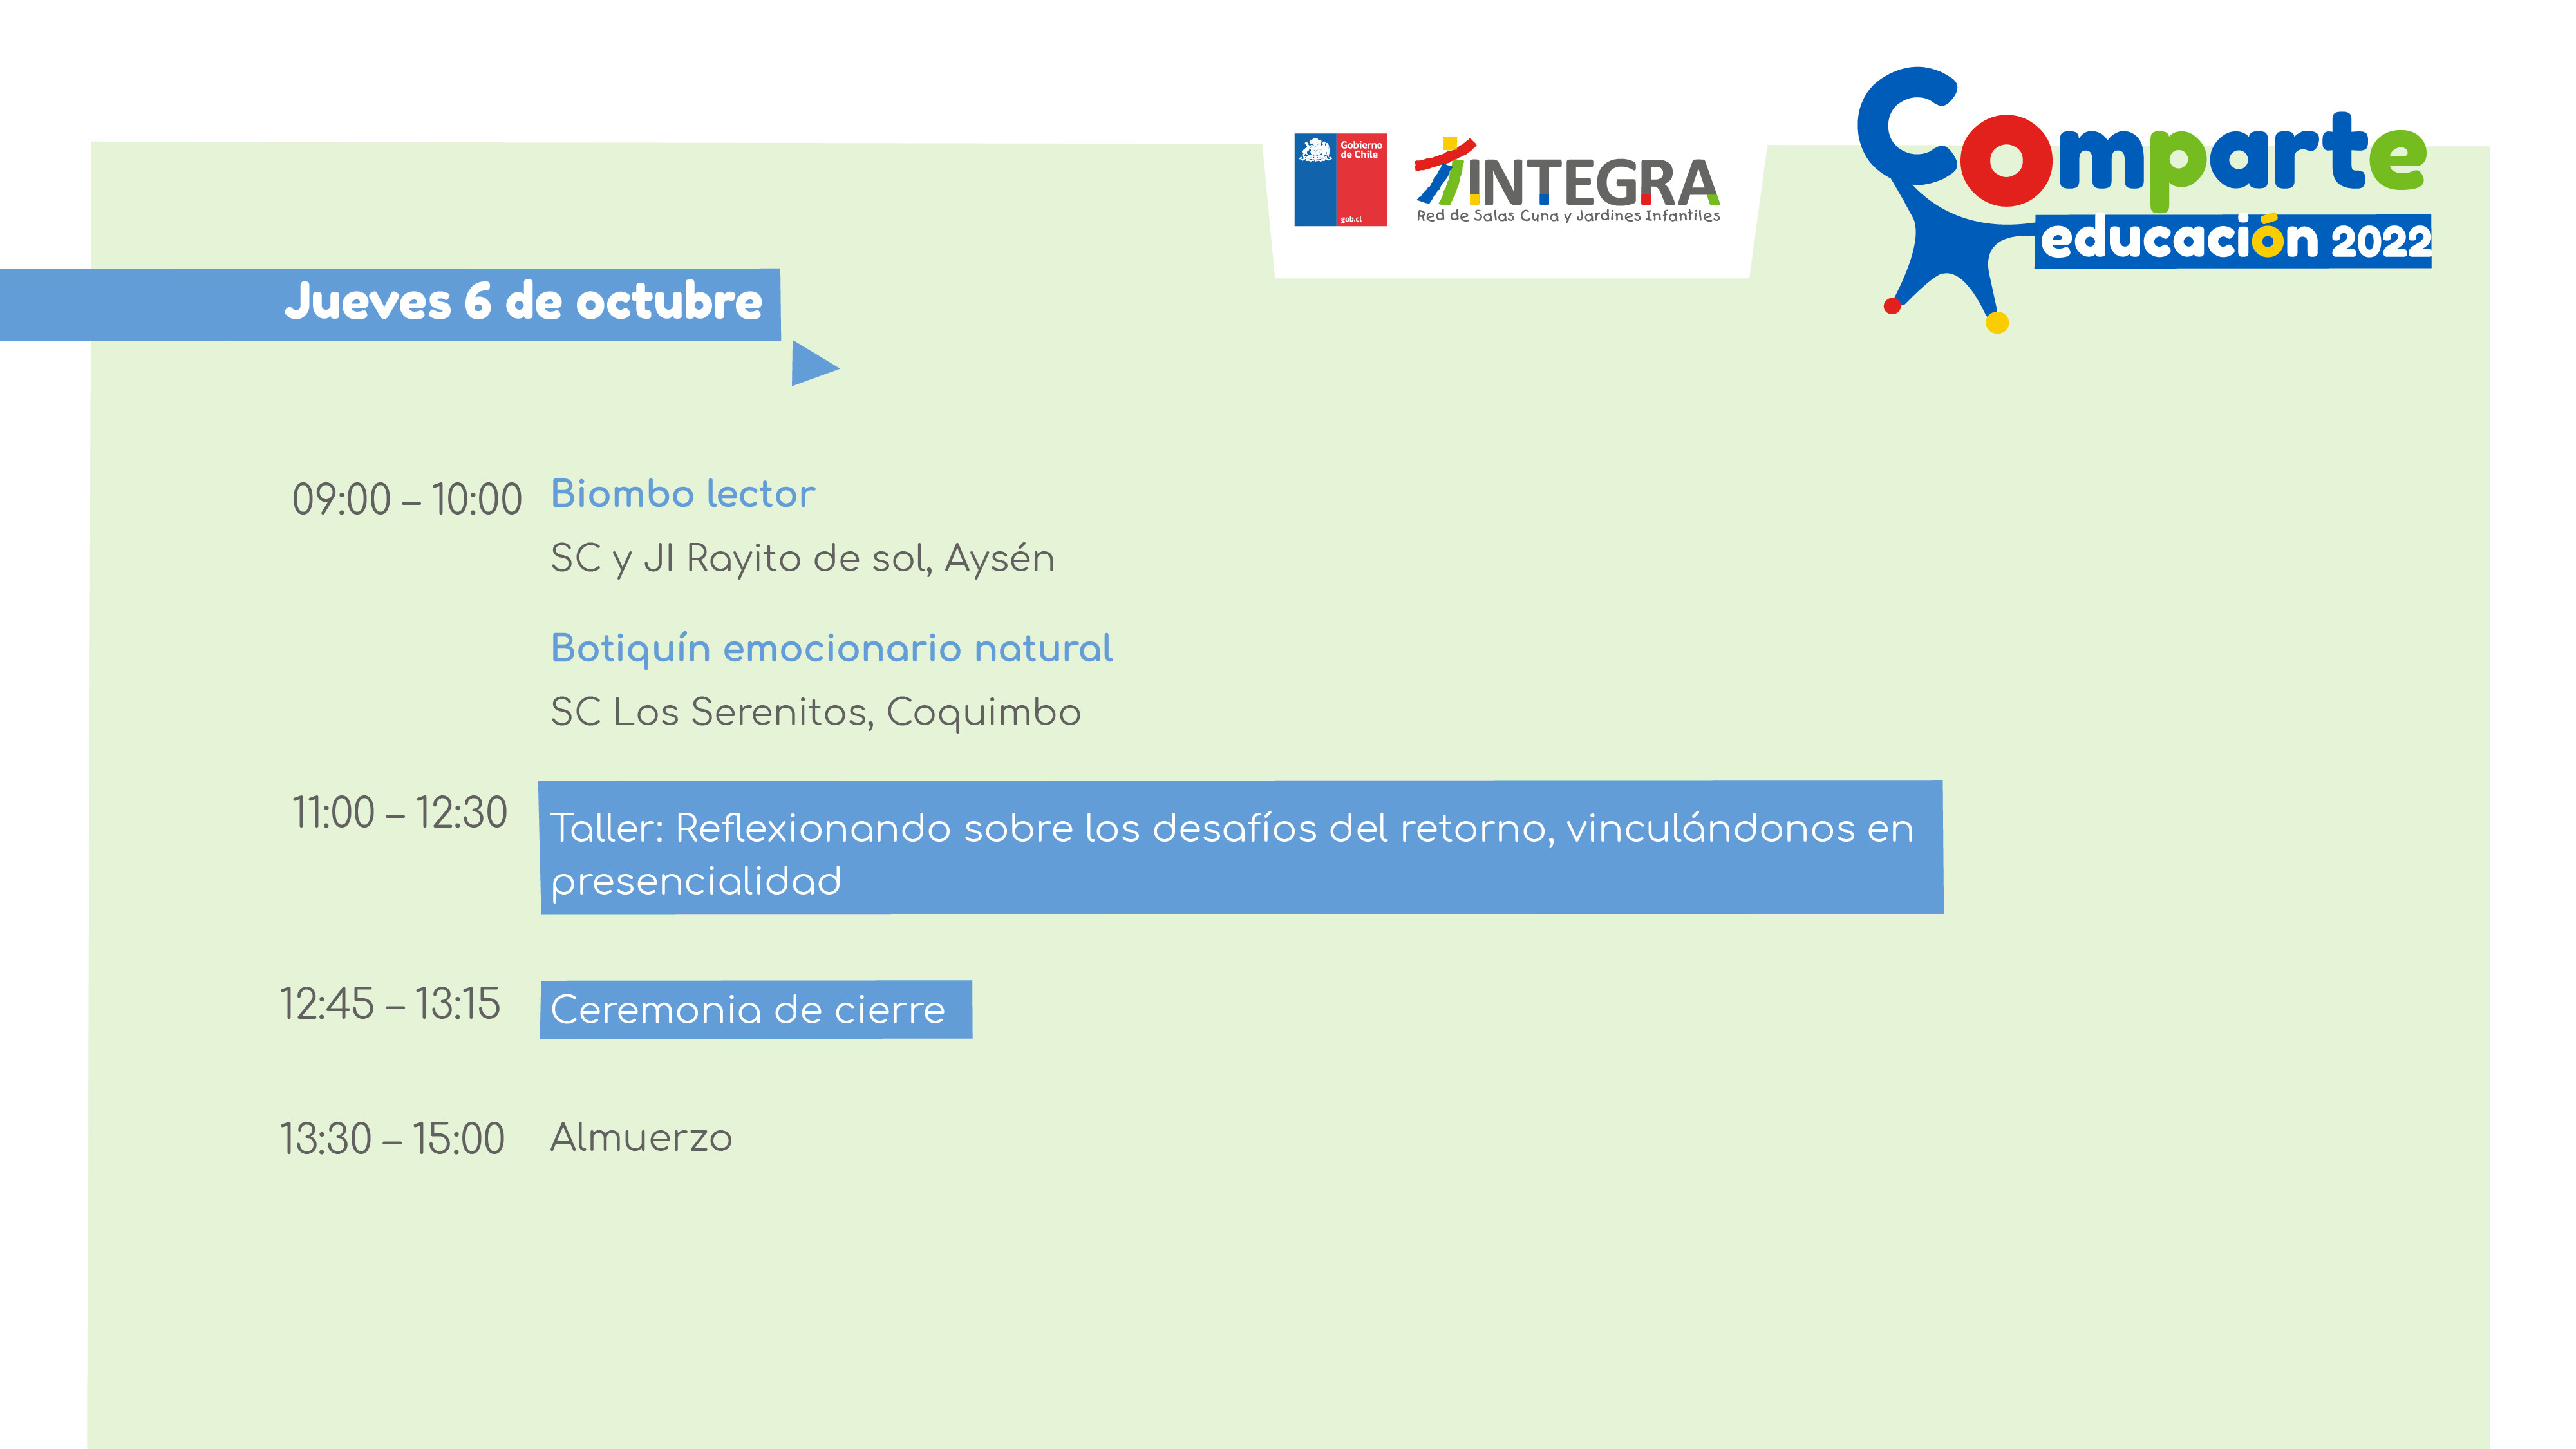 Gobierno
de Chile
gob.cl
INTEGRA
Red de Salas Cuna y Jardines Infantiles
Comparte
educación 2022
Jueves 6 de octubre
09:00 – 10:00 Biombo lector
SC y JI Rayito de sol, Aysén
Botiquín emocionario natural
SC Los Serenitos, Coquimbo
11:00 – 12:30 Taller: Reflexionando sobre los desafíos del retorno, vinculándonos en
presencialidad
12:45 – 13:15 Ceremonia de cierre
13:30 – 15:00 Almuerzo